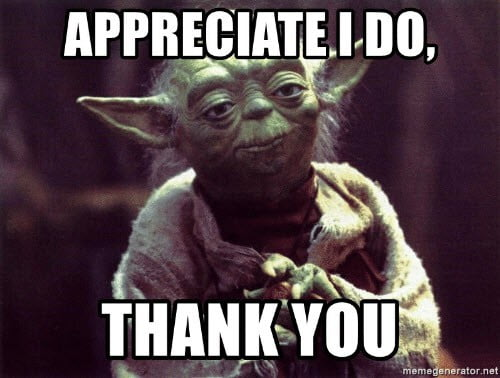 APPRECIATE I DO,
THANK YOU
memegenerator.net